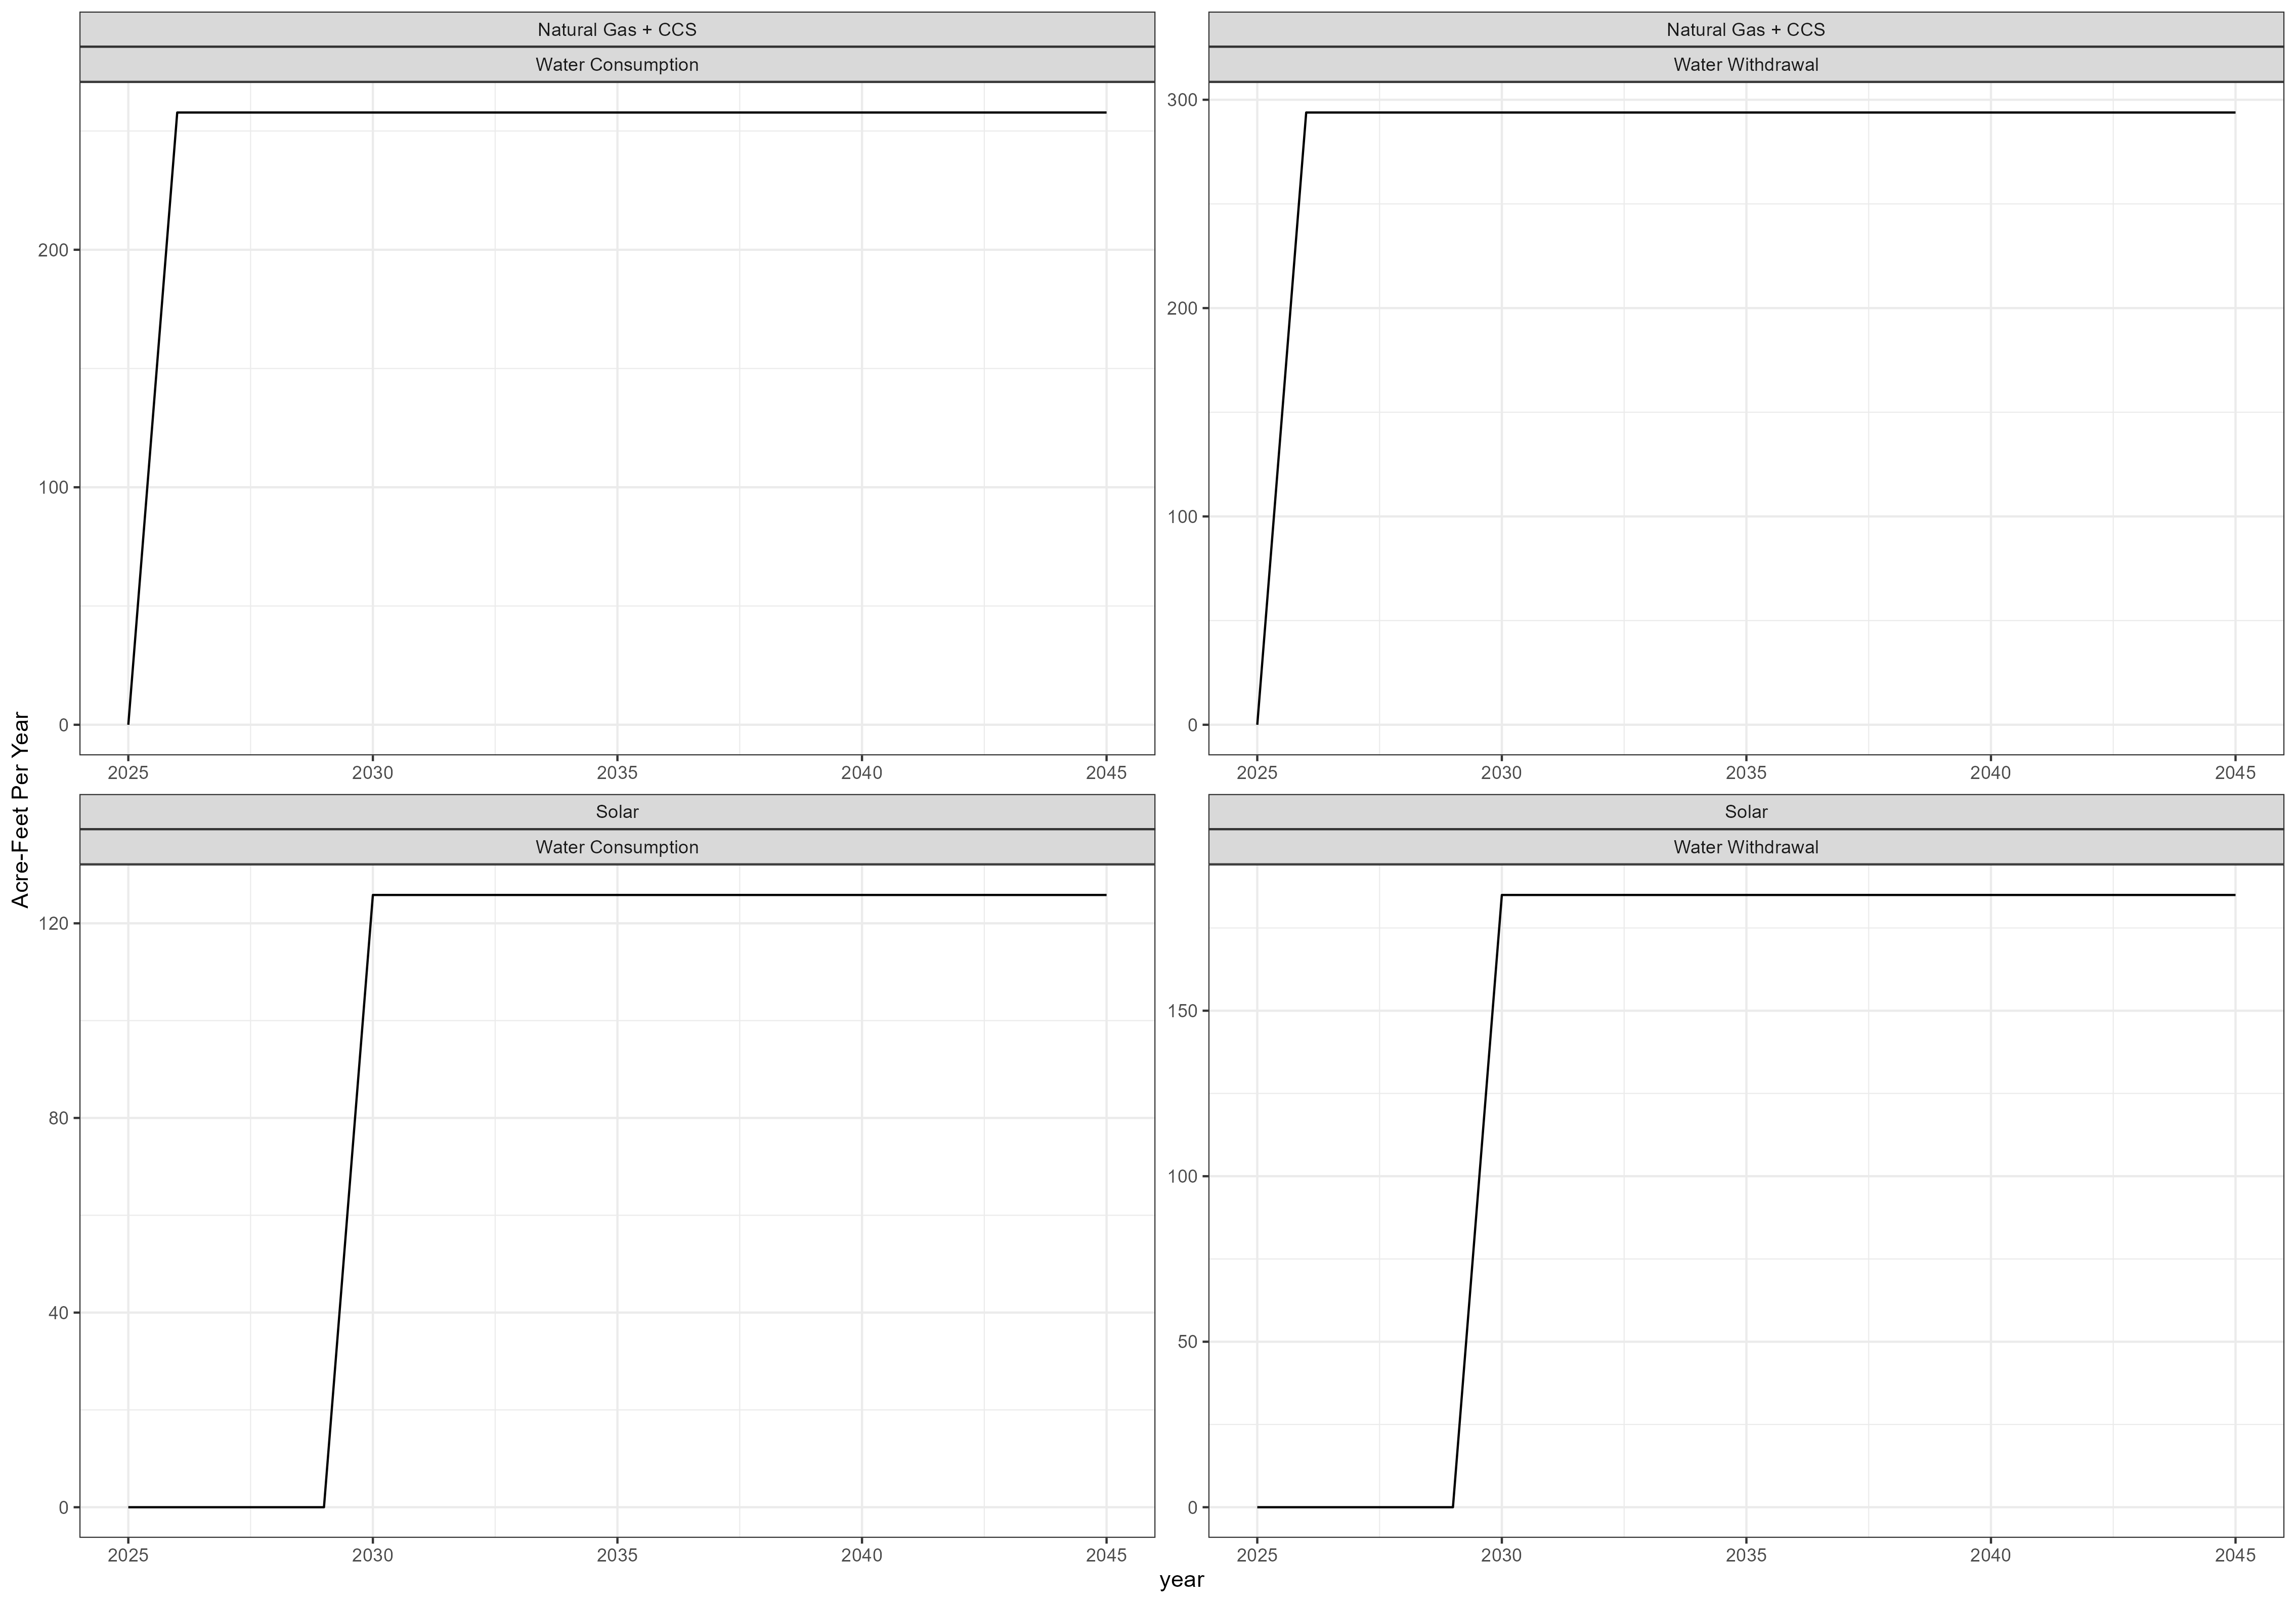 Natural Gas + CCS
Water Consumption
200
100
0
2025 2030 2035 2040 2045
Natural Gas + CCS
Water Withdrawal
300
200
100
0
2025 2030 2035 2040 2045
Solar
Water Consumption
120
80
40
0
2025 2030 2035 2040 2045
Solar
Water Withdrawal
150
100
50
0
2025 2030 2035 2040 2045
Acre-Feet Per Year
year